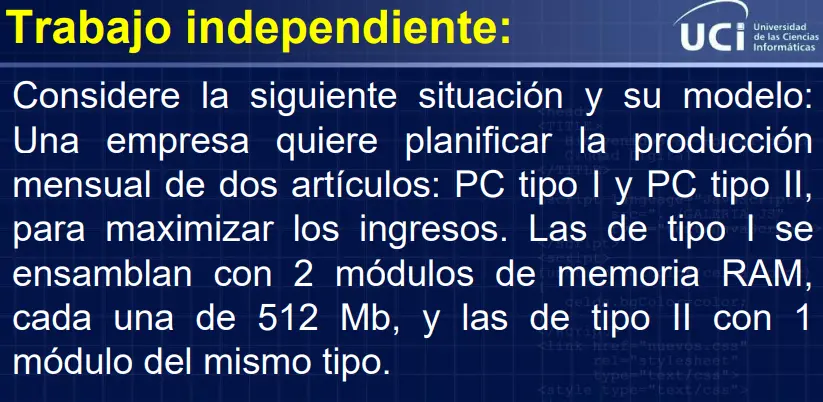 Trabajo independiente:
UCi Universidad
de las Ciencias
Informáticas
Considere la siguiente situación y su modelo:
Una empresa quiere planificar la producción
mensual de dos artículos: PC tipo I y PC tipo II,
para maximizar los ingresos. Las de tipo I se
ensamblan con 2 módulos de memoria RAM,
cada una de 512 Mb, y las de tipo II con 1
módulo del mismo tipo.